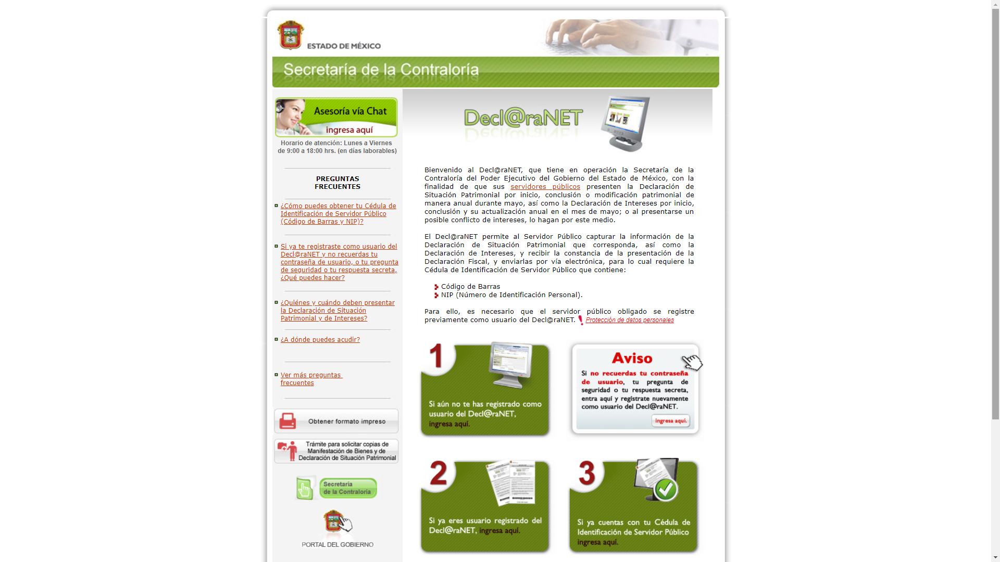 ESTADO DE MÉXICO
Secretaría de la Contraloría
Asesoría vía Chat
ingresa aquí
Horario de atención: Lunes a Viernes
de 9:00 a 18:00 hrs. (en días laborables)
PREGUNTAS
FRECUENTES
¿Cómo puedes obtener tu Cédula de
Identificación de Servidor Público
(Código de Barras y NIP)?
Si ya te registraste como usuario del
Decl@raNET y no recuerdas tu
contraseña de usuario, o tu pregunta
de seguridad o tu respuesta secreta,
¿Qué puedes hacer?
¿Quiénes y cuándo deben presentar
la Declaración de Situación
Patrimonial y de Intereses?
¿A dónde puedes acudir?
Ver más preguntas
frecuentes
Obtener formato impreso
Trámite para solicitar copias de
Manifestación de Bienes y de
Declaración de Situación Patrimonial
Secretaría
de la Contraloría
PORTAL DEL GOBIERNO
Decl@raNET
Bienvenido al Decl@raNET, que tiene en operación la Secretaría de la
Contraloría del Poder Ejecutivo del Gobierno del Estado de México, con la
finalidad de que sus servidores públicos presenten la Declaración de
Situación Patrimonial por inicio, conclusión o modificación patrimonial de
manera anual durante mayo, así como la Declaración de Intereses por inicio,
conclusión y su actualización anual en el mes de mayo; o al presentarse un
posible conflicto de intereses, lo hagan por este medio.
El Decl@raNET permite al Servidor Público capturar la información de la
Declaración de Situación Patrimonial que corresponda, así como la
Declaración de Intereses, y recibir la constancia de la presentación de la
Declaración Fiscal, y enviarlas por vía electrónica, para lo cual requiere la
Cédula de Identificación de Servidor Público que contiene:
Código de Barras
NIP (Número de Identificación Personal).
Para ello, es necesario que el servidor público obligado se registre
previamente como usuario del Decl@raNET. Protección de datos personales
1
Si aún no te has registrado como
usuario del Decl@raNET,
ingresa aquí.
Aviso
Si no recuerdas tu contraseña
de usuario, tu pregunta de
seguridad o tu respuesta secreta,
entra aquí y regístrate nuevamente
como usuario del Decl@raNET.
ingresa aquí.
2
Si ya eres usuario registrado del
Decl@raNET, ingresa aquí.
3
Si ya cuentas con tu Cédula de
Identificación de Servidor Público
ingresa aquí.